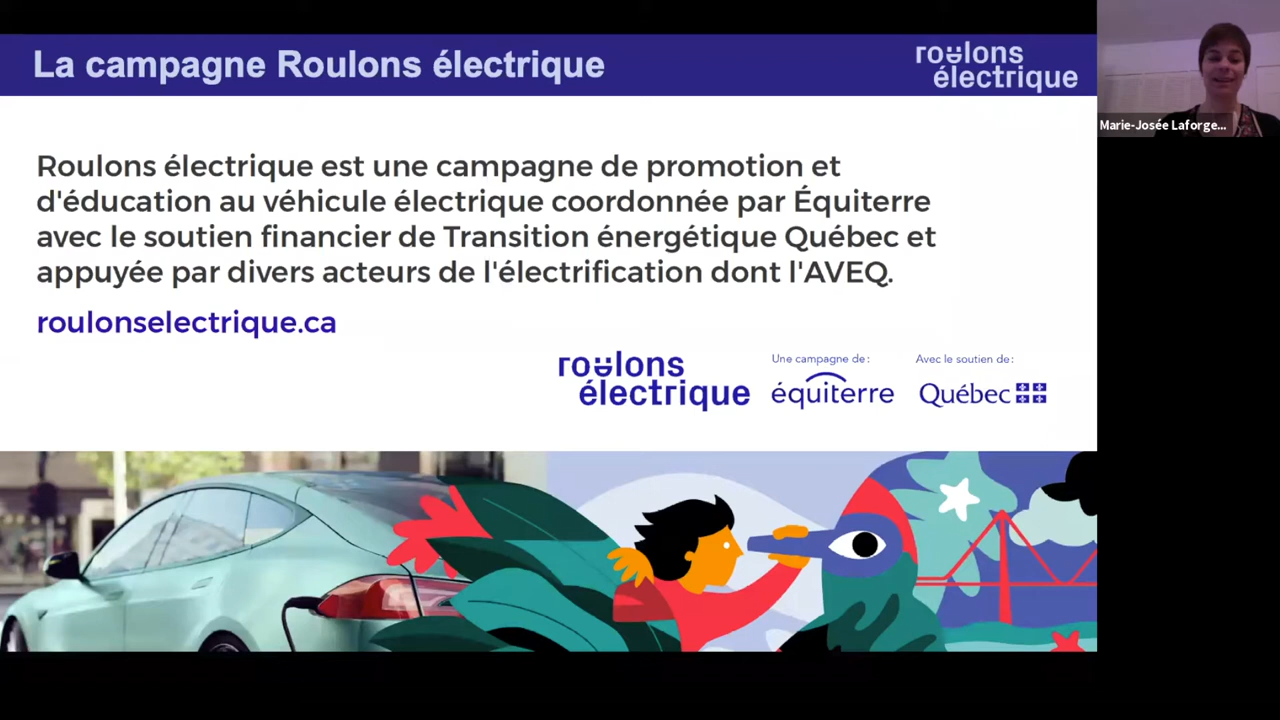 La campagne Roulons électrique
roulons
électrique
Marie-Josée Laforge...
Roulons électrique est une campagne de promotion et
d'éducation au véhicule électrique coordonnée par Équiterre
avec le soutien financier de Transition énergétique Québec et
appuyée par divers acteurs de l'électrification dont l'AVEQ.
roulonselectrique.ca
roulons
électrique
Une campagne de :
équiterre
Avec le soutien de :
Québec